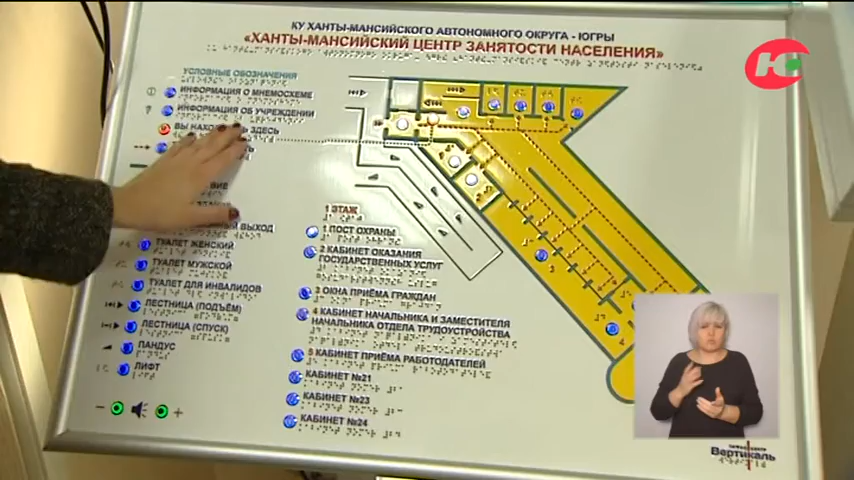 КУ ХАНТЫ-МАНСИЙСКОГО АВТОНОМНОГО ОКРУГА - ЮГРЫ
«ХАНТЫ-МАНСИЙСКИЙ ЦЕНТР ЗАНЯТОСТИ НАСЕЛЕНИЯ»
УСЛОВНЫЕ ОБОЗНАЧЕНИЯ
ИНФОРМАЦИЯ О МНЕМОСХЕМЕ
ИНФОРМАЦИЯ ОБ УЧРЕЖДЕНИИ
ВЫ ЗДЕСЬ
ВЫХОД
ТУАЛЕТ ЖЕНСКИЙ
ТУАЛЕТ МУЖСКОЙ
ТУАЛЕТ ДЛЯ ИНВАЛИДОВ
ЛЕСТНИЦА (ПОДЪЁМ)
ЛЕСТНИЦА (СПУСК)
ПАНДУС
ЛИФТ
− +
1 ЭТАЖ
1 ПОСТ ОХРАНЫ
2 КАБИНЕТ ОКАЗАНИЯ
ГОСУДАРСТВЕННЫХ УСЛУГ
3 ОКНА ПРИЁМА ГРАЖДАН
4 КАБИНЕТ НАЧАЛЬНИКА И ЗАМЕСТИТЕЛЯ
НАЧАЛЬНИКА ОТДЕЛА ТРУДОУСТРОЙСТВА
5 КАБИНЕТ ПРИЁМА РАБОТОДАТЕЛЕЙ
КАБИНЕТ №21
КАБИНЕТ №23
КАБИНЕТ №24
Вертикаль
Ю